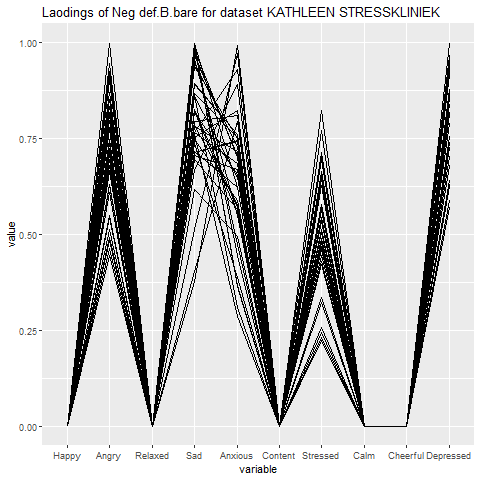 Laodings of Neg def.B.bare for dataset KATHLEEN STRESSKLINIEK
1.00
0.75
0.50
0.25
0.00
value
Happy Angry Relaxed Sad Anxious Content Stressed Calm Cheerful Depressed
variable